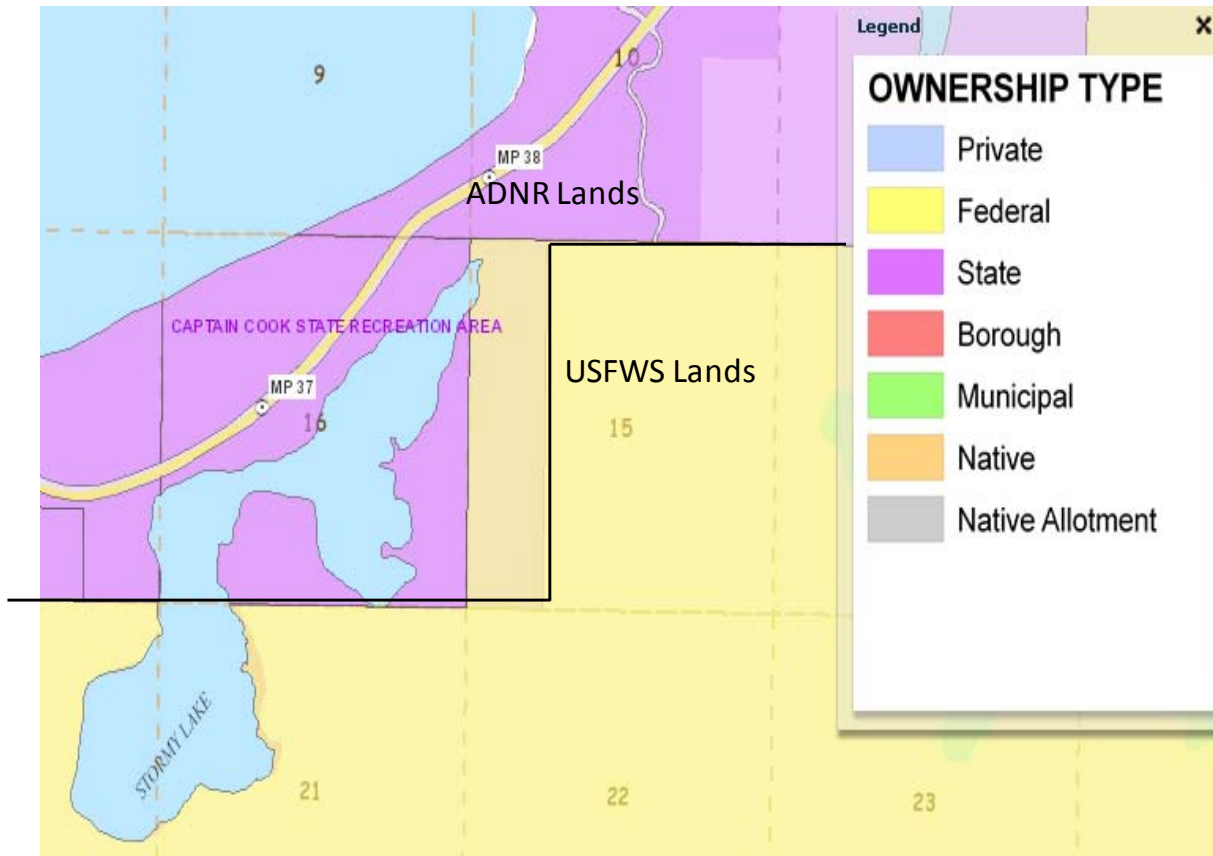 Legend
x
OWNERSHIP TYPE
Private
Federal
State
Borough
Municipal
Native
Native Allotment
9
10
MP 38
ADNR Lands
CAPTAIN COOK STATE RECREATION AREA
USFWS Lands
MP 37
16
15
STORMY LAKE
21
22
23